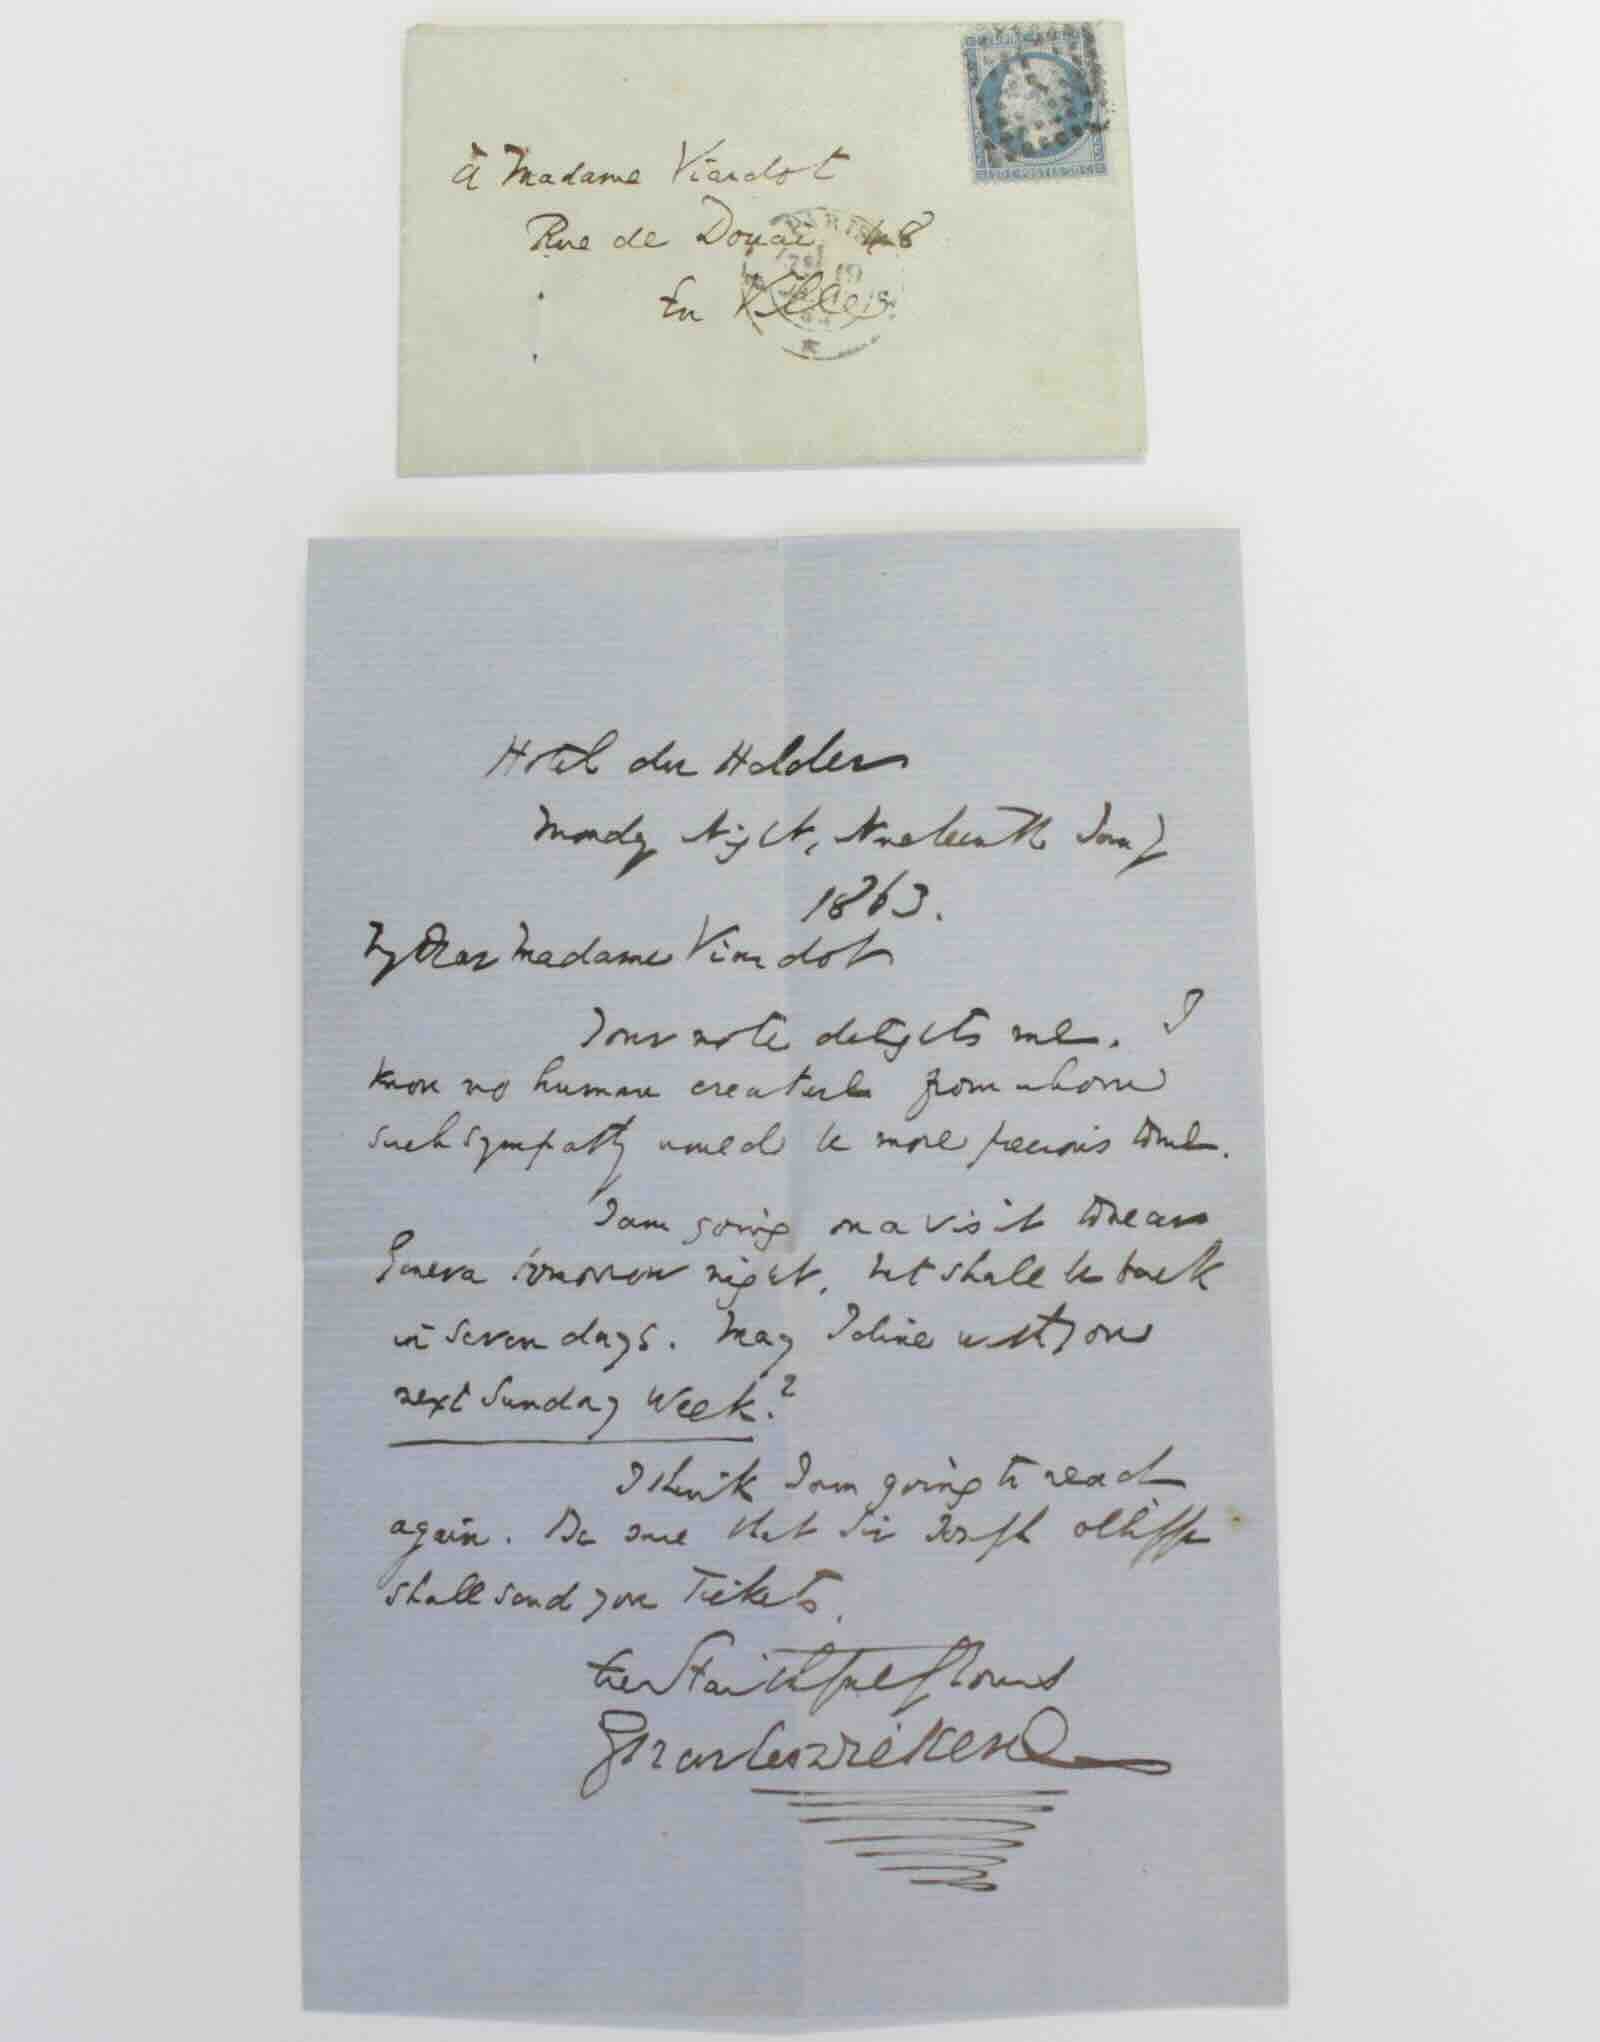 à Madame Viardot
Rue de Douai 48
En Ville
PARIS
Hotel du Helder
Monday Night, Nineteenth Jany
1863.
My Dear Madame Viardot
Your note delights me. I
know no human creature from whom
such sympathy would be more precious to me.
I am going on a visit to near
Geneva tomorrow night, but shall be back
in seven days. May I dine with you
next Sunday Week?
I think I am going to read
again. Be sure that Sir Joseph Olliffe
shall send you Tickets.
Ever Faithfully Yours
Charles Dickens